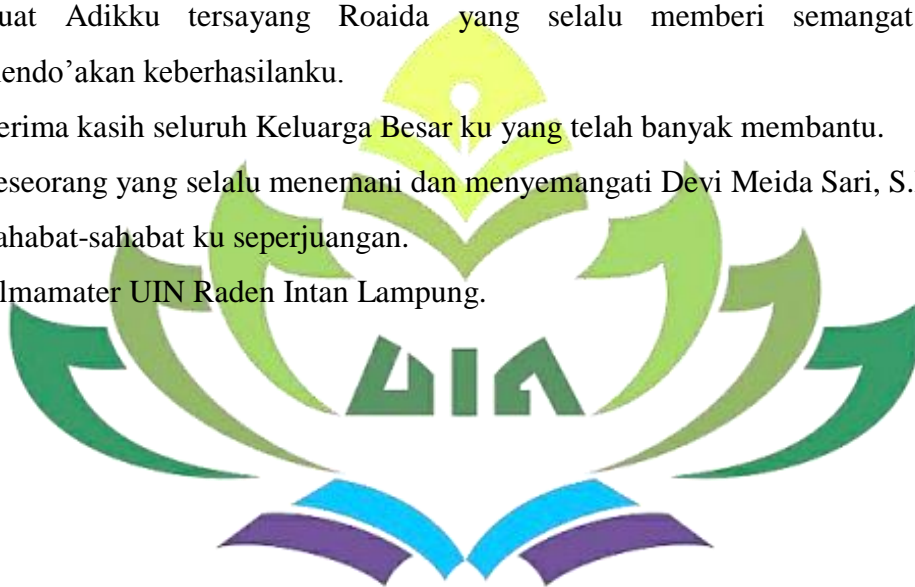 uat Adikku tersayang Roaida yang selalu memberi semangat
endo’akan keberhasilanku.
erima kasih seluruh Keluarga Besar ku yang telah banyak membantu.
eseorang yang selalu menemani dan menyemangati Devi Meida Sari, S.
ahabat-sahabat ku seperjuangan.
lmamater UIN Raden Intan Lampung.
UIN